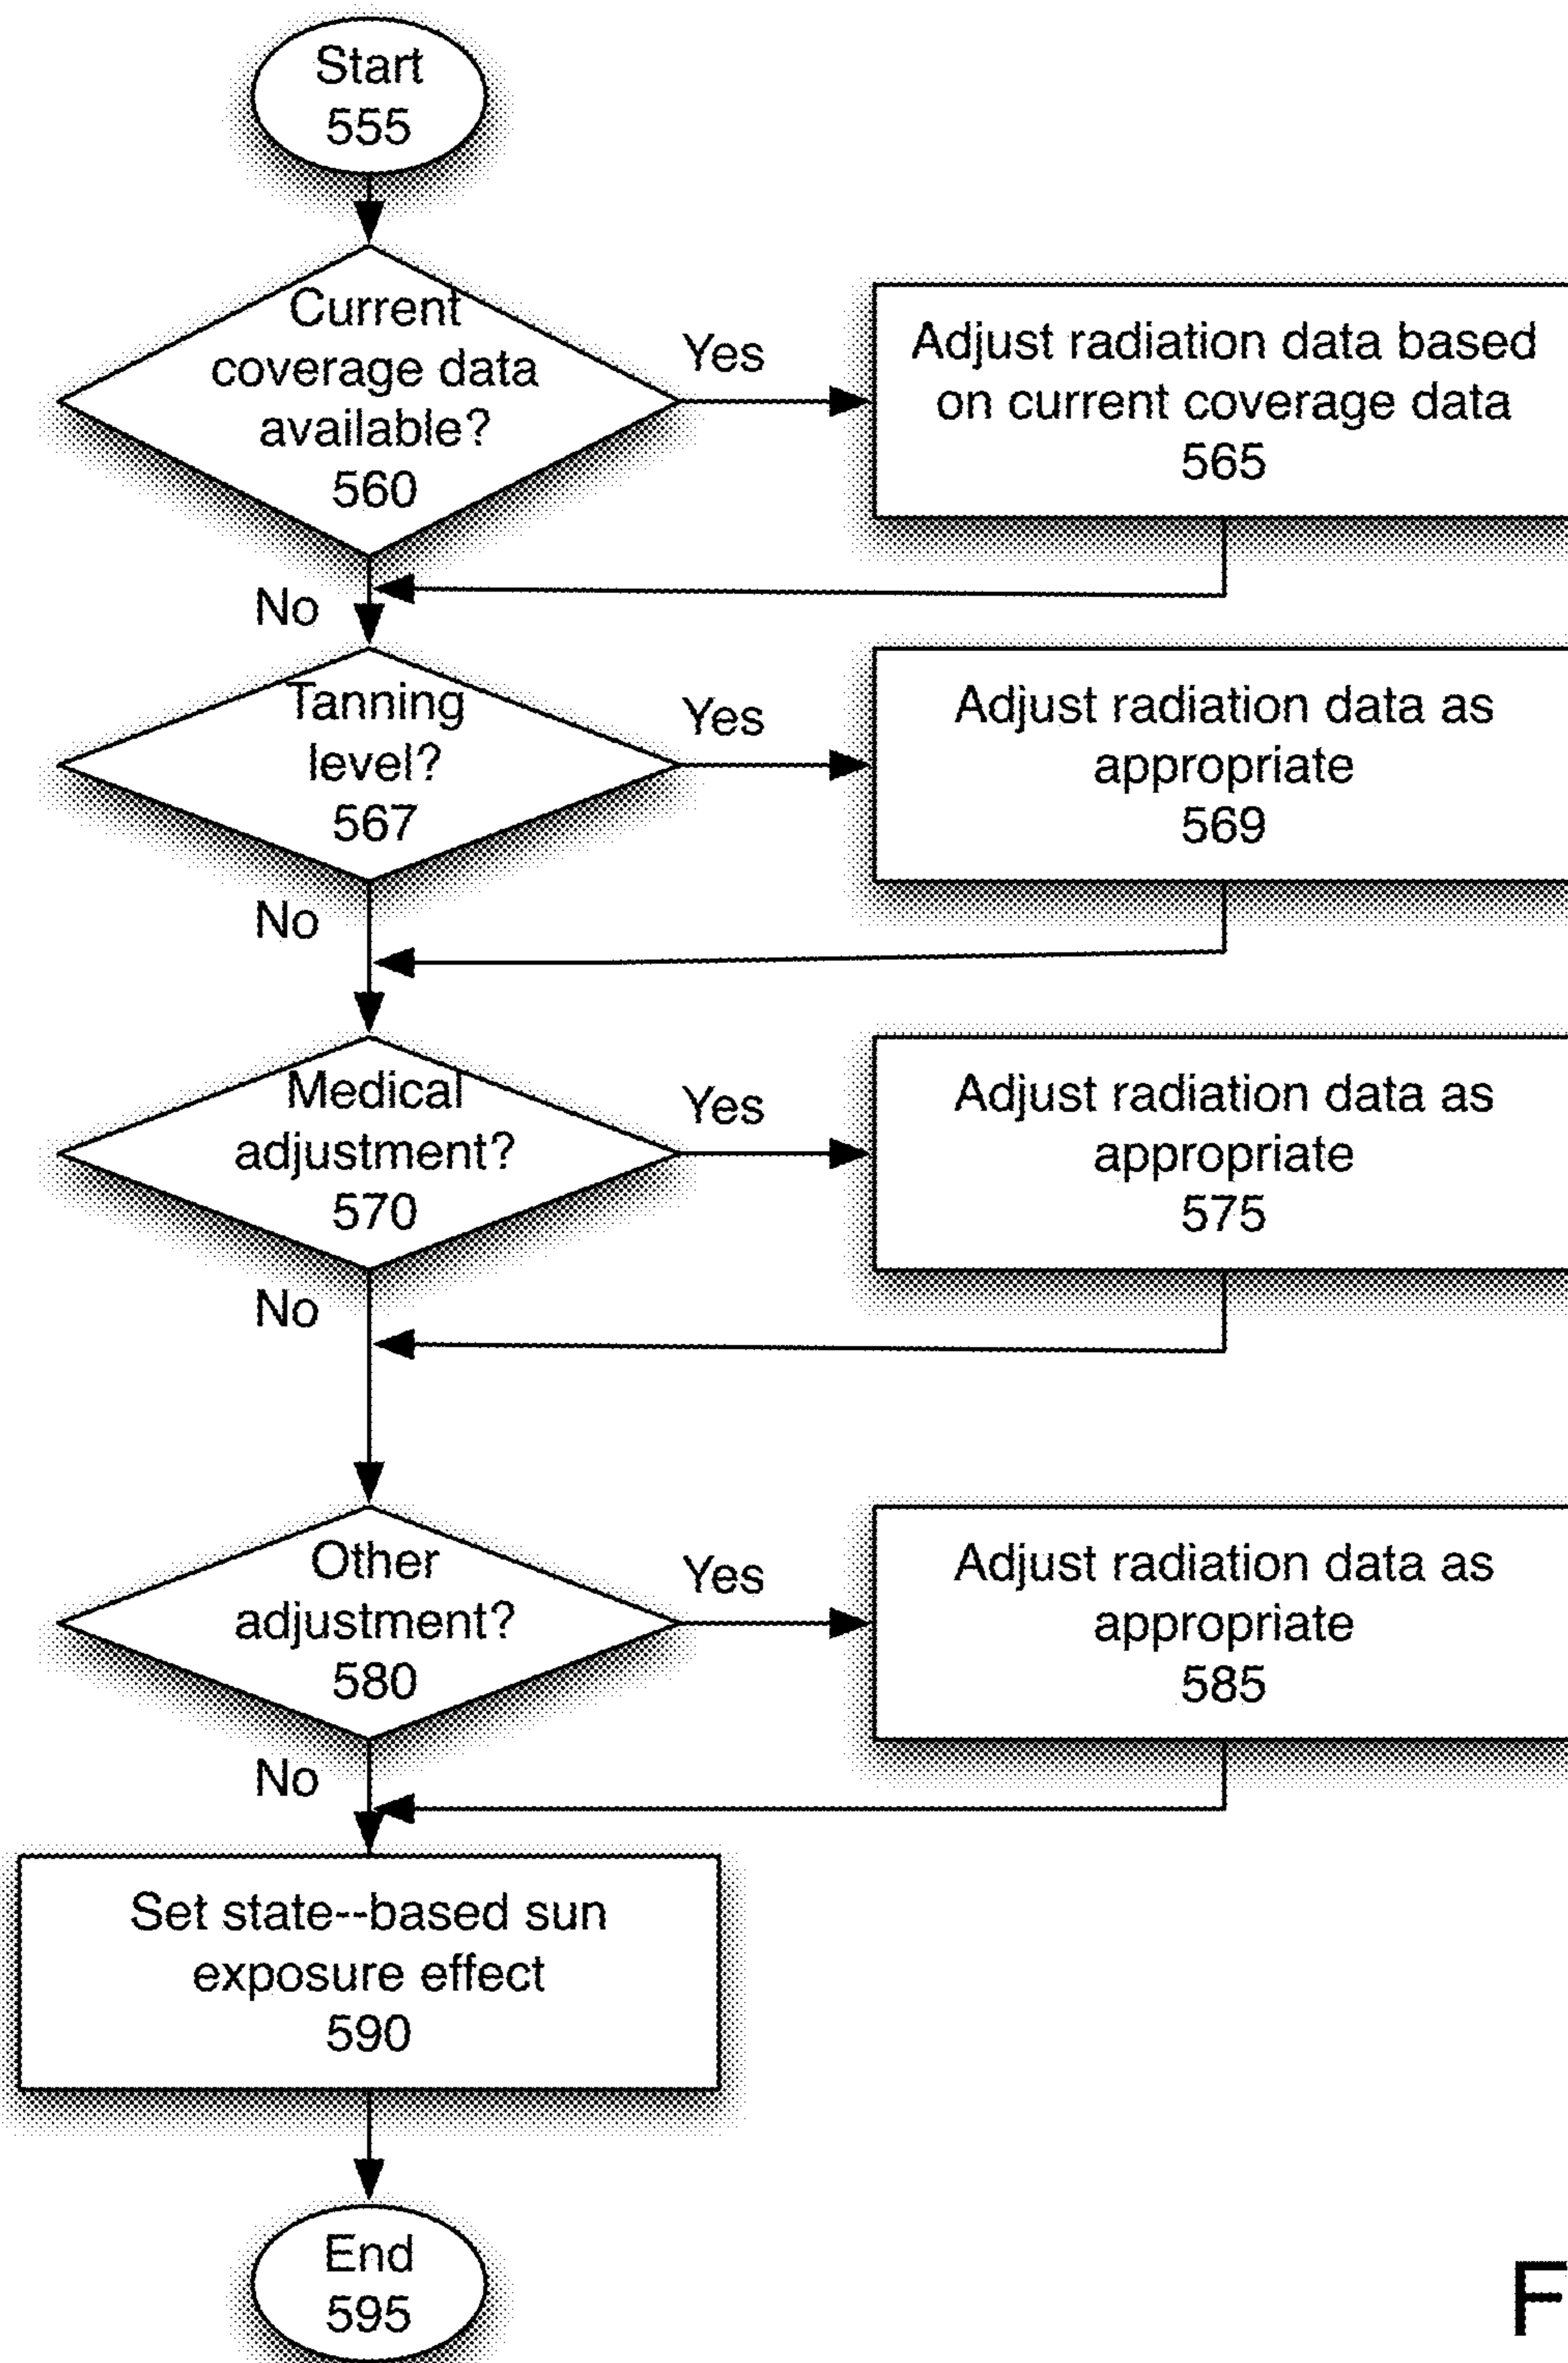 Start
555
Current
coverage data
available?
560
Yes
Adjust radiation data based
on current coverage data
565
No
Tanning
level?
567
Yes
Adjust radiation data as
appropriate
569
No
Medical
adjustment?
570
Yes
Adjust radiation data as
appropriate
575
No
Other
adjustment?
580
Yes
Adjust radiation data as
appropriate
585
No
Set state--based sun
exposure effect
590
End
595
F